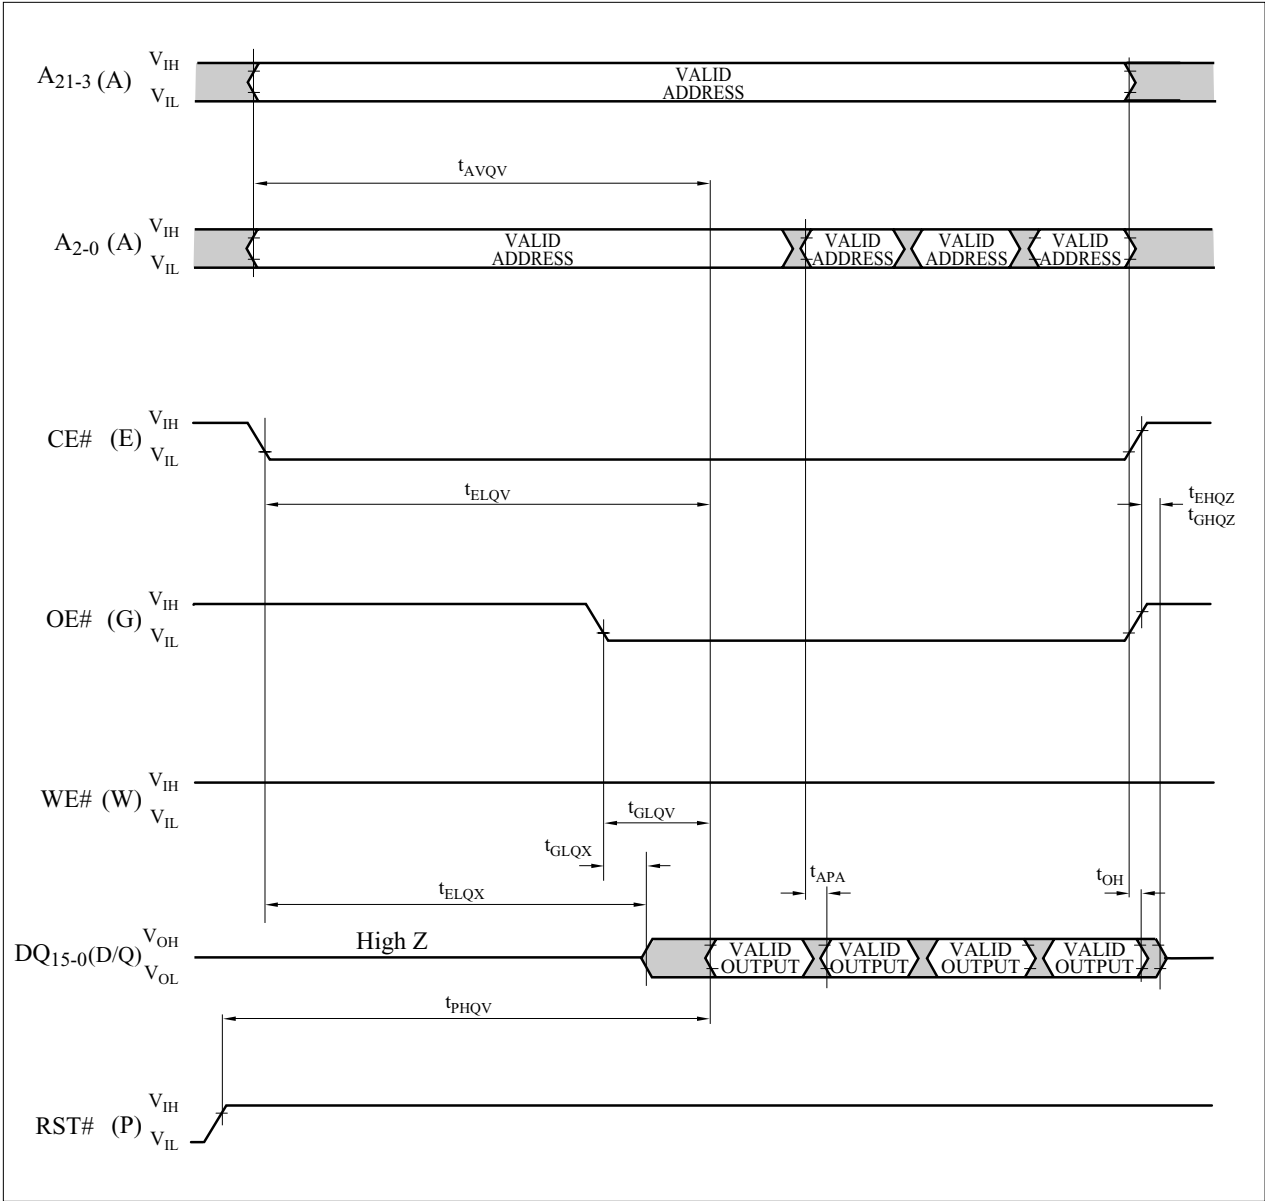 A21-3 (A) VIH VIL VALID ADDRESS
tAVQV
A2-0 (A) VIH VIL VALID ADDRESS VALID ADDRESS VALID ADDRESS VALID ADDRESS
CE# (E) VIH VIL
tELQV
tEHQZ
tGHQZ
OE# (G) VIH VIL
WE# (W) VIH VIL
tGLQV
tGLQX
tAPA
tOH
tELQX
DQ15-0(D/Q) VOH VOL High Z VALID OUTPUT VALID OUTPUT VALID OUTPUT VALID OUTPUT
tPHQV
RST# (P) VIH VIL